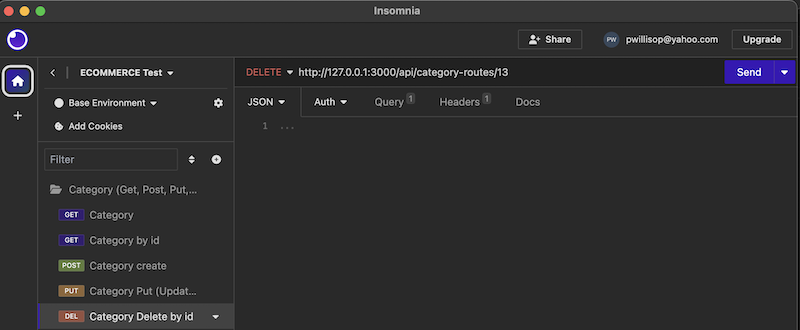 Insomnia
Share
PW pwillisop@yahoo.com
Upgrade
ECOMMERCE Test
DELETE http://127.0.0.1:3000/api/category-routes/13
Send
Base Environment
JSON Auth Query 1 Headers 1 Docs
Add Cookies
1 ...
Filter
Category (Get, Post, Put,...
GET Category
GET Category by id
POST Category create
PUT Category Put (Updat...
DEL Category Delete by id